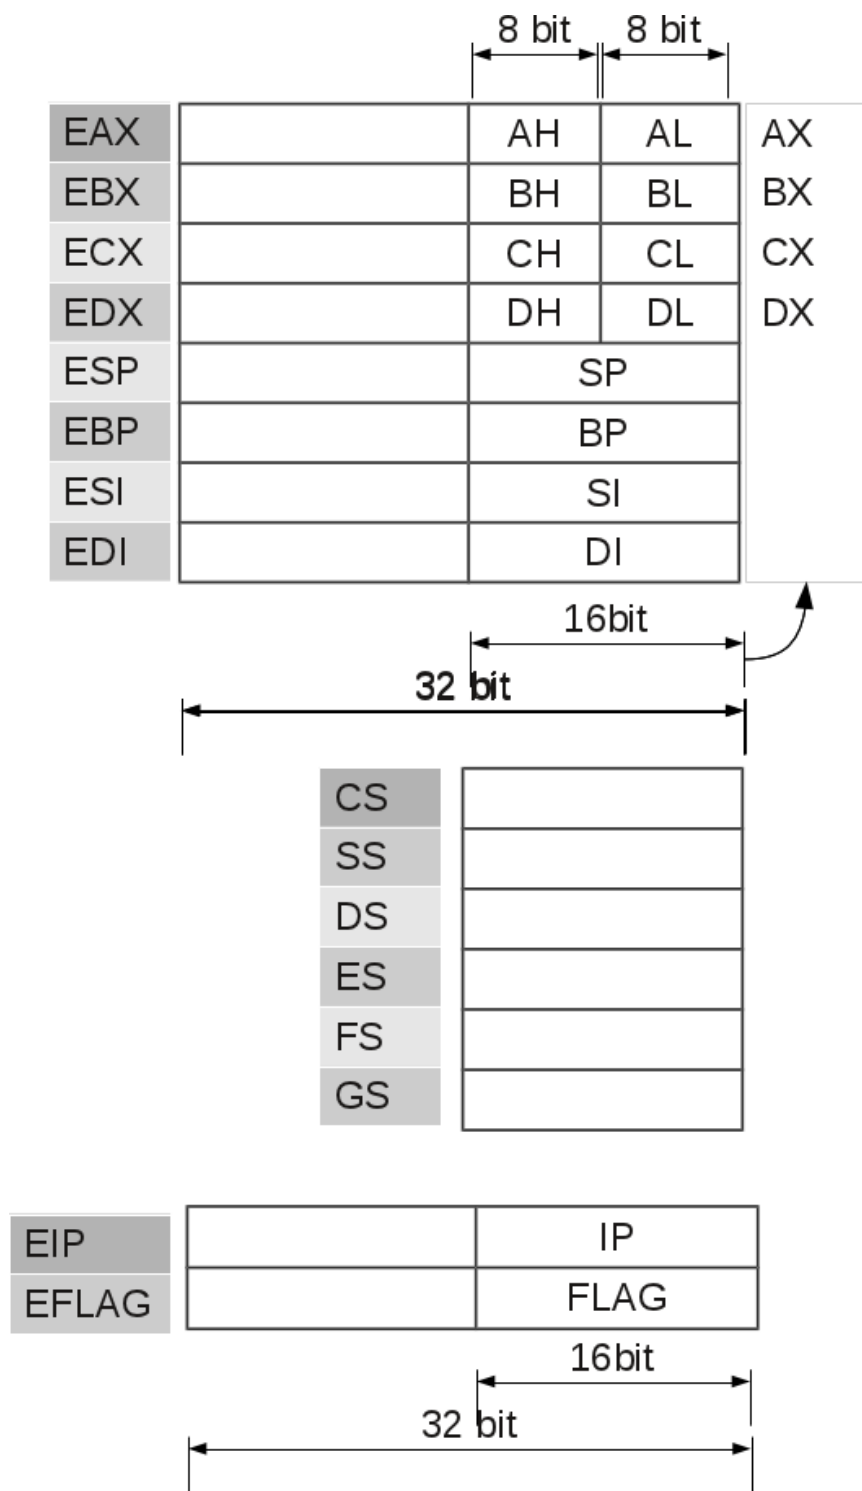 8 bit 8 bit
EAX AH AL AX
EBX BH BL BX
ECX CH CL CX
EDX DH DL DX
ESP SP
EBP BP
ESI SI
EDI DI
16bit
32 bit
CS
SS
DS
ES
FS
GS
EIP IP
EFLAG FLAG
16bit
32 bit